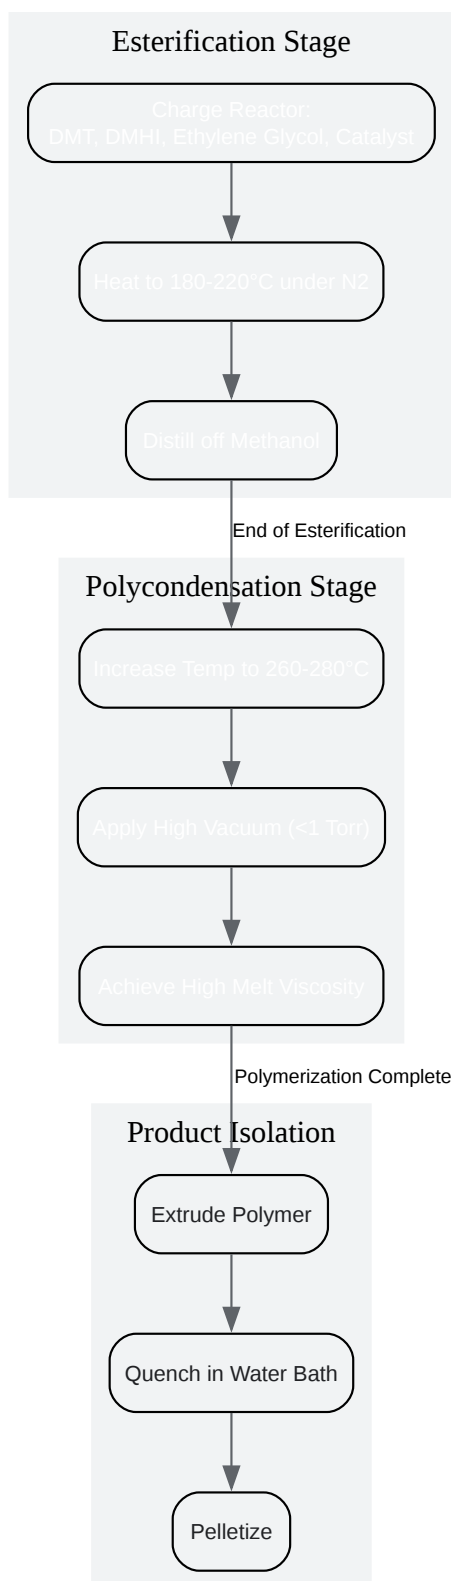 Esterification Stage
Charge Reactor:
DMT, DMHI, Ethylene Glycol, Catalyst
Heat to 180-220°C under N2
Distill off Methanol
End of Esterification
Polycondensation Stage
Increase Temp to 260-280°C
Apply High Vacuum (<1 Torr)
Achieve High Melt Viscosity
Polymerization Complete
Product Isolation
Extrude Polymer
Quench in Water Bath
Pelletize